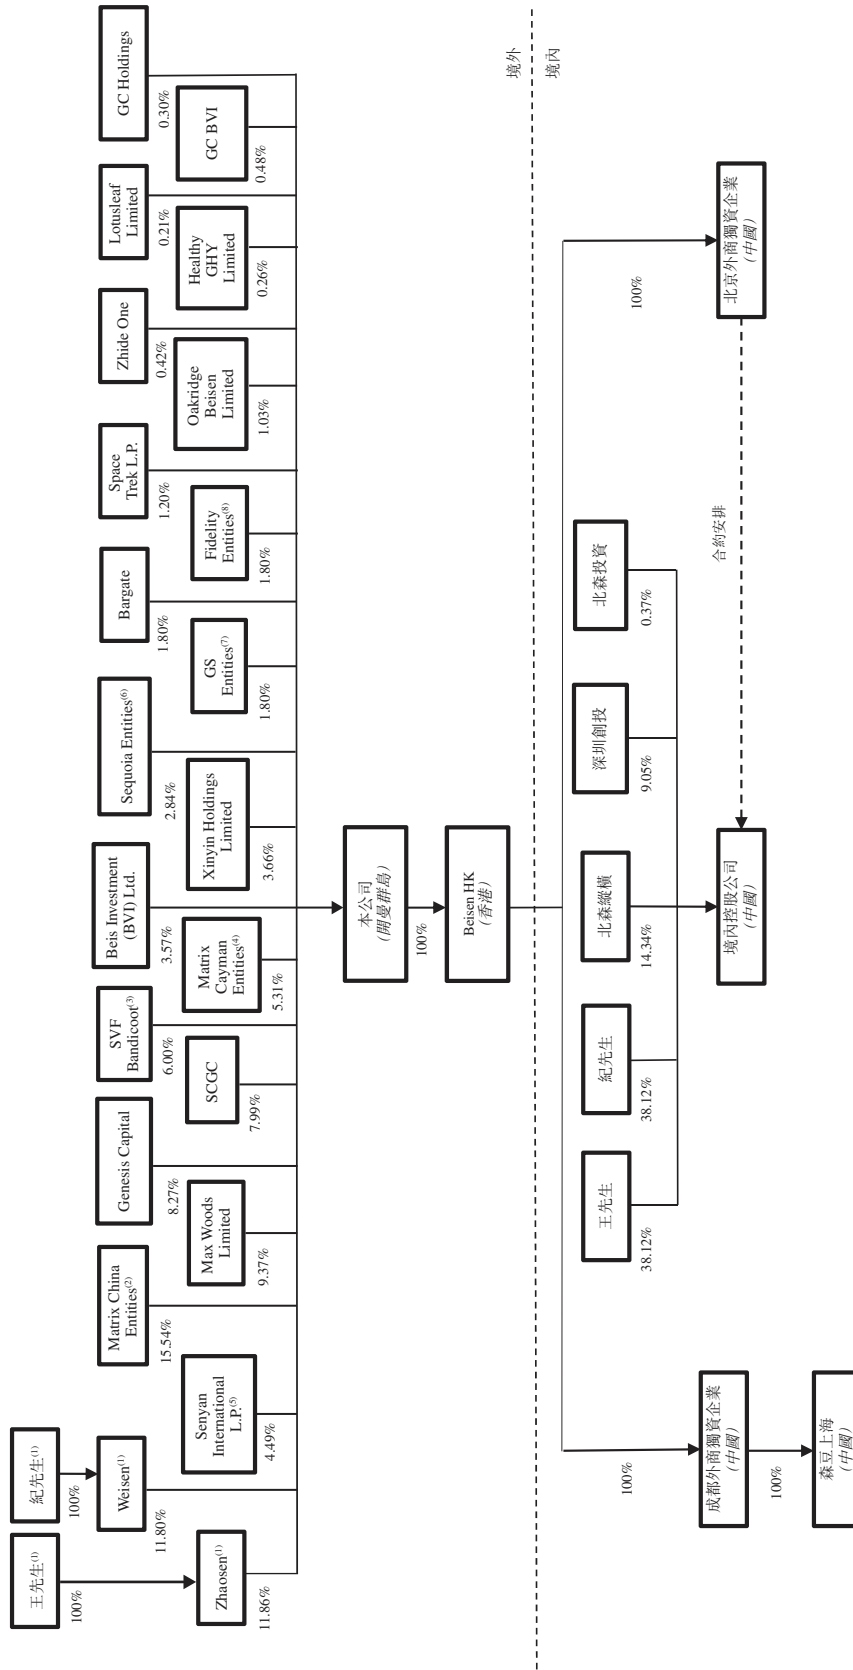 王先生(1)
100%
Zhaosen(1)
11.86%
紀先生(1)
100%
Weisen(1)
11.80%
Senyan
International
L.P.(5)
4.49%
Matrix China
Entities(2)
15.54%
Max Woods
Limited
9.37%
Genesis Capital
8.27%
SCGC
7.99%
SVF
Bandicoot(3)
6.00%
Matrix
Cayman
Entities(4)
5.31%
Beis Investment
(BVI) Ltd.
3.57%
Xinyin Holdings
Limited
3.66%
Sequoia Entities(6)
2.84%
GS
Entities(7)
1.80%
Bargate
1.80%
Fidelity
Entities(8)
1.80%
Space
Trek L.P.
1.20%
Oakridge
Beisen
Limited
1.03%
Zhide One
0.42%
Healthy
GHY
Limited
0.26%
Lotusleaf
Limited
0.21%
GC BVI
0.48%
GC Holdings
0.30%
本公司
(開曼群島)
100%
Beisen HK
(香港)
境外
境內
100%
成都外商獨資企業
(中國)
100%
森豆上海
(中國)
王先生
38.12%
紀先生
38.12%
北森縱橫
14.34%
深圳創投
9.05%
北森投資
0.37%
境內控股公司
(中國)
合約安排
100%
北京外商獨資企業
(中國)